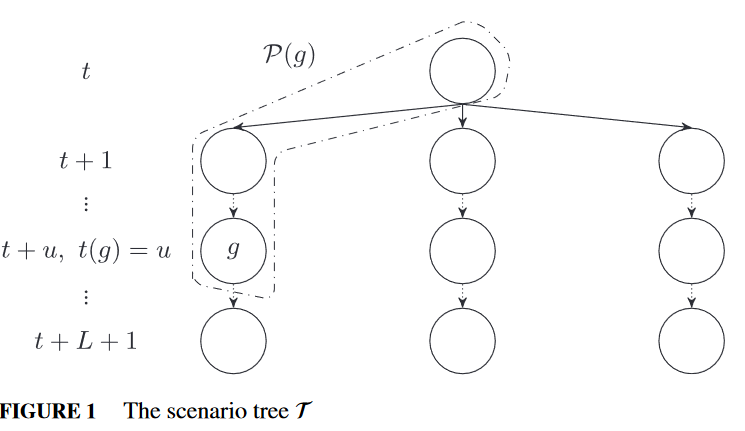 𝒫(g)
t
t + 1
⋮
t + u, t(g) = u
g
⋮
t + L + 1
FIGURE 1 The scenario tree 𝒯